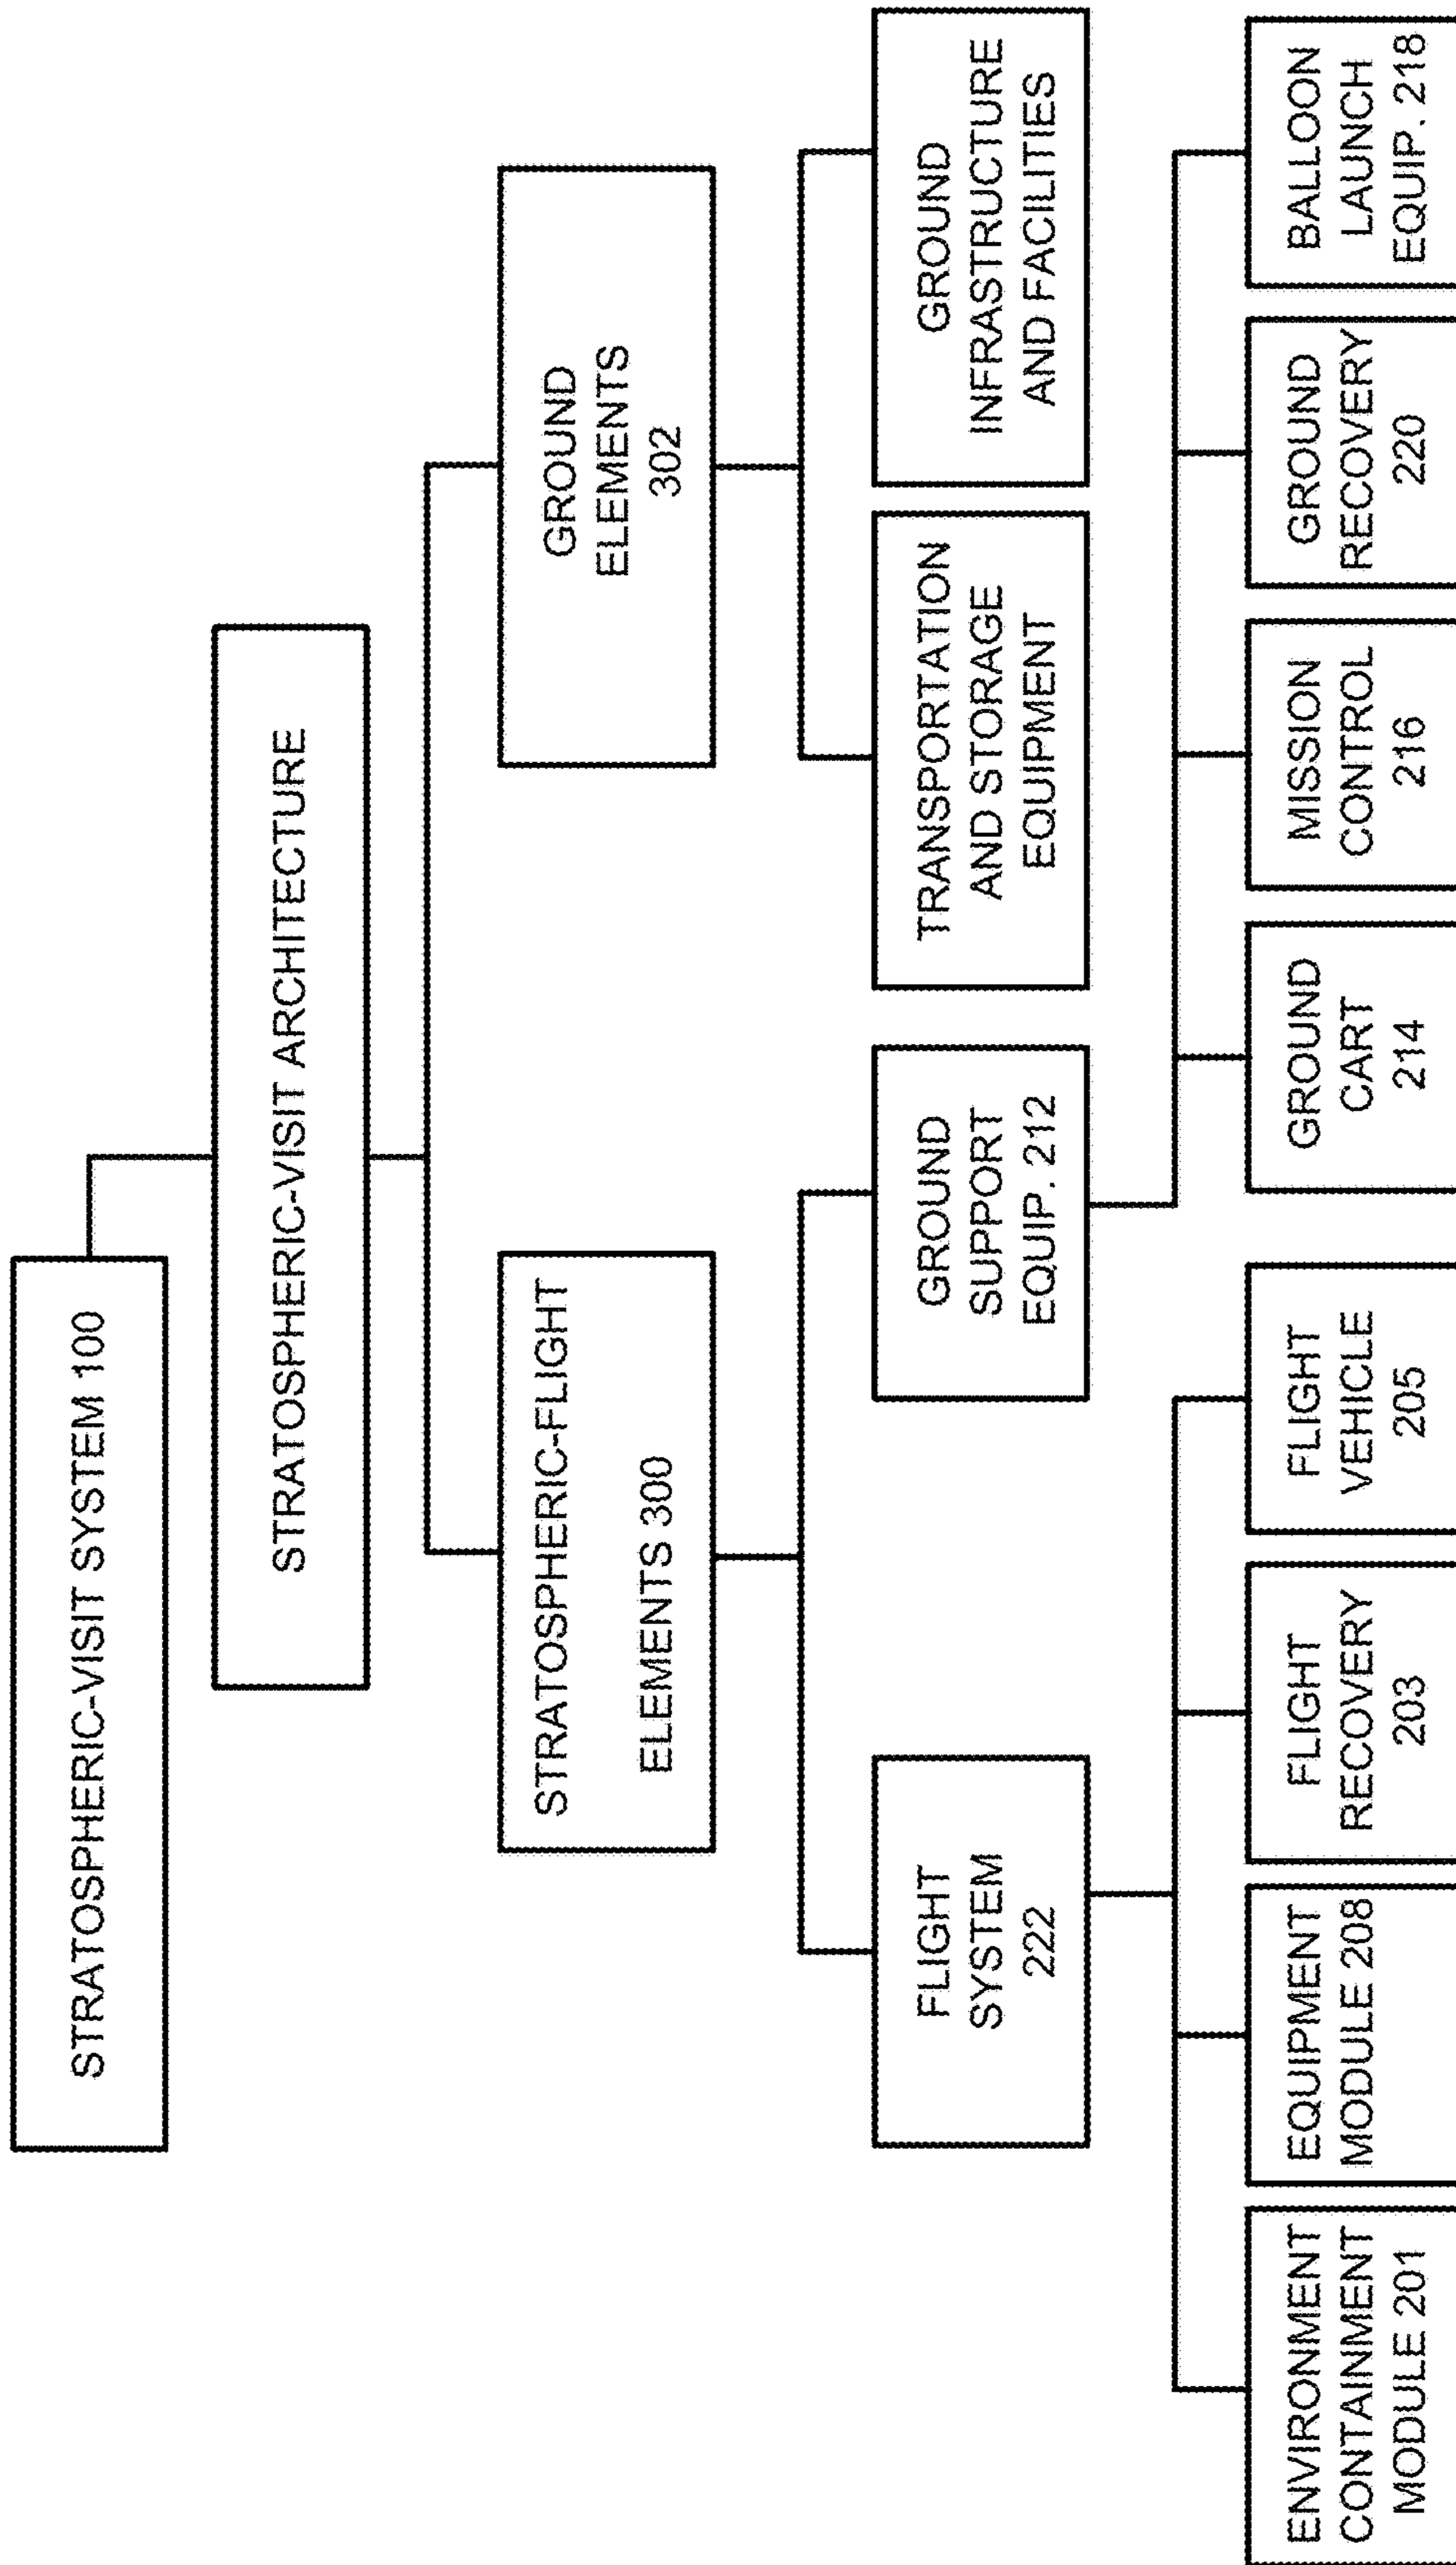 STRATOSPHERIC-VISIT SYSTEM 100
STRATOSPHERIC-VISIT ARCHITECTURE
STRATOSPHERIC-FLIGHT
ELEMENTS 300
GROUND
ELEMENTS
302
FLIGHT
SYSTEM
222
GROUND
SUPPORT
EQUIP. 212
TRANSPORTATION
AND STORAGE
EQUIPMENT
GROUND
INFRASTRUCTURE
AND FACILITIES
ENVIRONMENT
CONTAINMENT
MODULE 201
EQUIPMENT
MODULE 208
FLIGHT
RECOVERY
203
FLIGHT
VEHICLE
205
GROUND
CART
214
MISSION
CONTROL
216
GROUND
RECOVERY
220
BALLOON
LAUNCH
EQUIP. 218